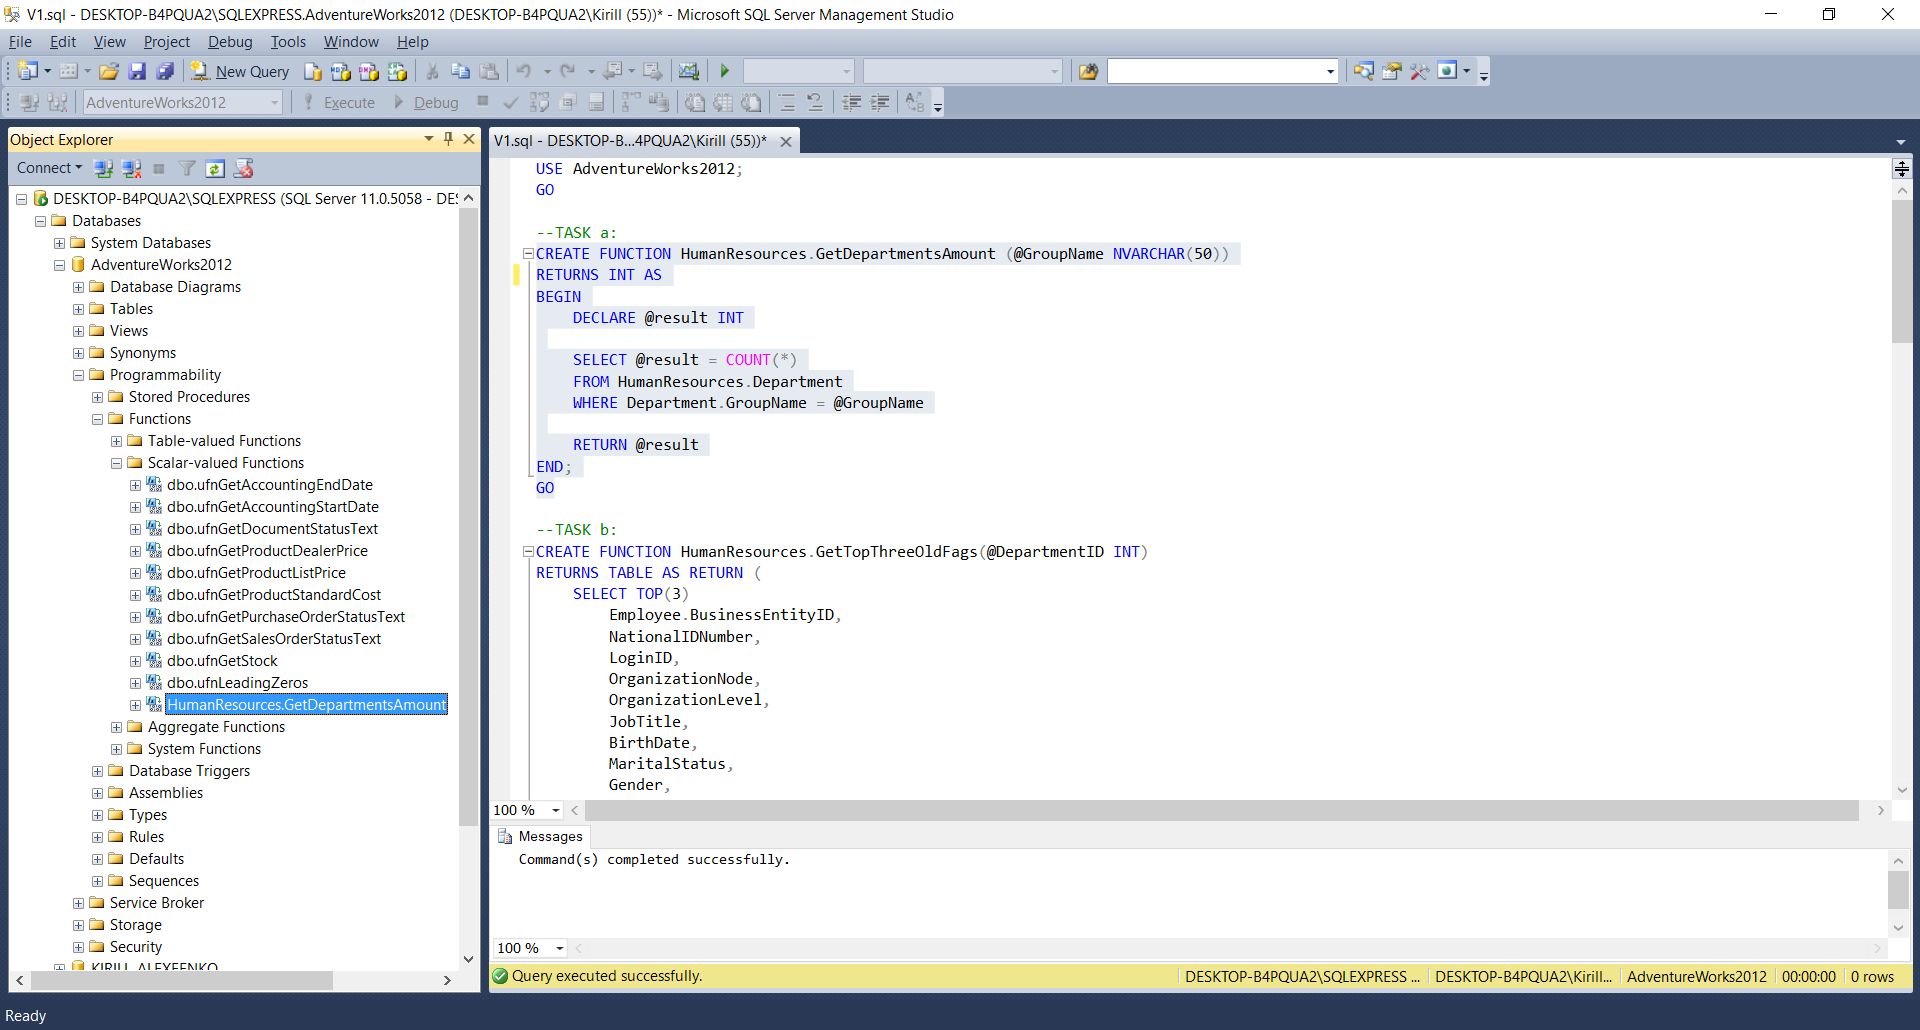 V1.sql - DESKTOP-B4PQUA2\SQLEXPRESS.AdventureWorks2012 (DESKTOP-B4PQUA2\Kirill (55))* - Microsoft SQL Server Management Studio
File Edit View Project Debug Tools Window Help
New Query
AdventureWorks2012 Execute Debug
Object Explorer
Connect
DESKTOP-B4PQUA2\SQLEXPRESS (SQL Server 11.0.5058 - DES
Databases
System Databases
AdventureWorks2012
Database Diagrams
Tables
Views
Synonyms
Programmability
Stored Procedures
Functions
Table-valued Functions
Scalar-valued Functions
dbo.ufnGetAccountingEndDate
dbo.ufnGetAccountingStartDate
dbo.ufnGetDocumentStatusText
dbo.ufnGetProductDealerPrice
dbo.ufnGetProductListPrice
dbo.ufnGetProductStandardCost
dbo.ufnGetPurchaseOrderStatusText
dbo.ufnGetSalesOrderStatusText
dbo.ufnGetStock
dbo.ufnLeadingZeros
HumanResources.GetDepartmentsAmount
Aggregate Functions
System Functions
Database Triggers
Assemblies
Types
Rules
Defaults
Sequences
Service Broker
Storage
Security
KIRILL_ALEXEENKO
V1.sql - DESKTOP-B...4PQUA2\Kirill (55))*
USE AdventureWorks2012;
GO
--TASK a:
CREATE FUNCTION HumanResources.GetDepartmentsAmount (@GroupName NVARCHAR(50))
RETURNS INT AS
BEGIN
DECLARE @result INT
SELECT @result = COUNT(*)
FROM HumanResources.Department
WHERE Department.GroupName = @GroupName
RETURN @result
END;
GO
--TASK b:
CREATE FUNCTION HumanResources.GetTopThreeOldFags(@DepartmentID INT)
RETURNS TABLE AS RETURN (
SELECT TOP(3)
Employee.BusinessEntityID,
NationalIDNumber,
LoginID,
OrganizationNode,
OrganizationLevel,
JobTitle,
BirthDate,
MaritalStatus,
Gender,
100 %
Messages
Command(s) completed successfully.
100 %
Query executed successfully. DESKTOP-B4PQUA2\SQLEXPRESS ... DESKTOP-B4PQUA2\Kirill... AdventureWorks2012 00:00:00 0 rows
Ready